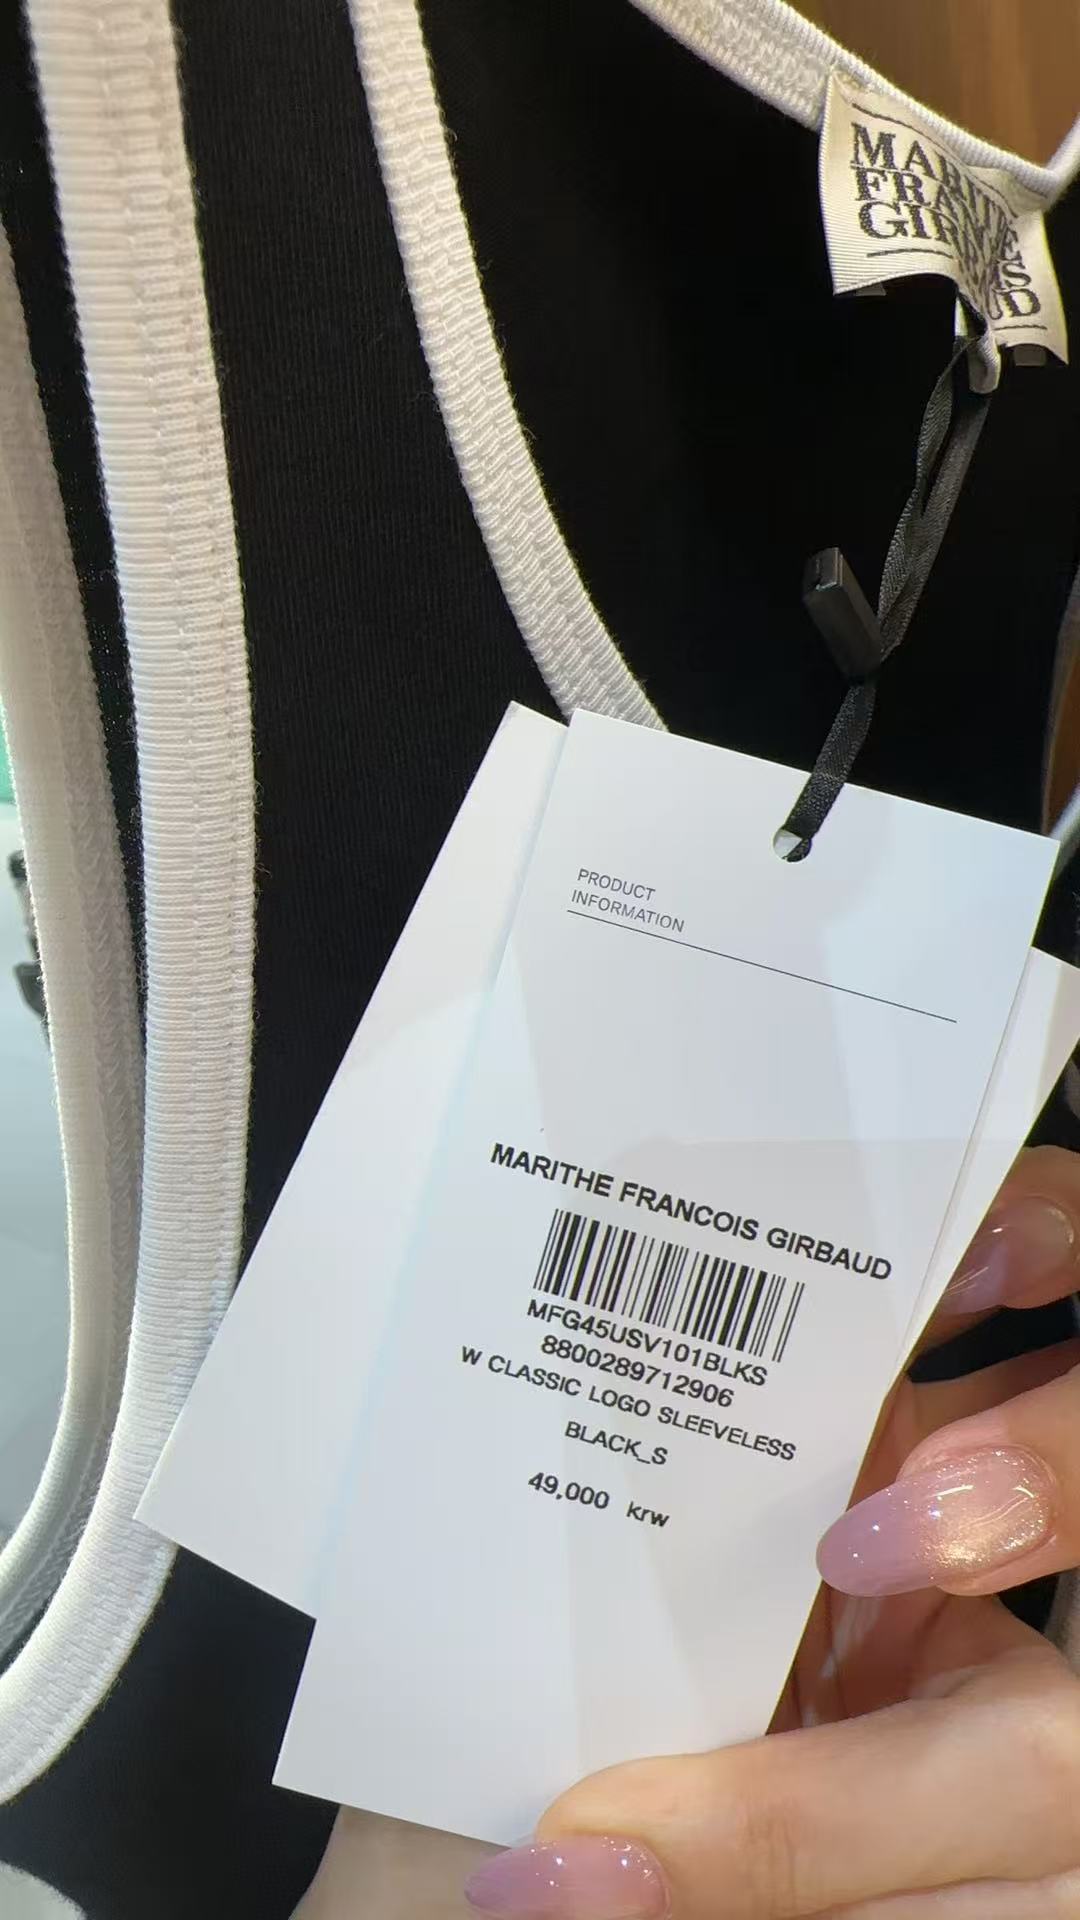 MARITHE
FRANCOIS
GIRBAUD
PRODUCT
INFORMATION
MARITHE FRANCOIS GIRBAUD
MFG45USV101BLKS
8800289712906
W CLASSIC LOGO SLEEVELESS
BLACK_S
49,000 krw